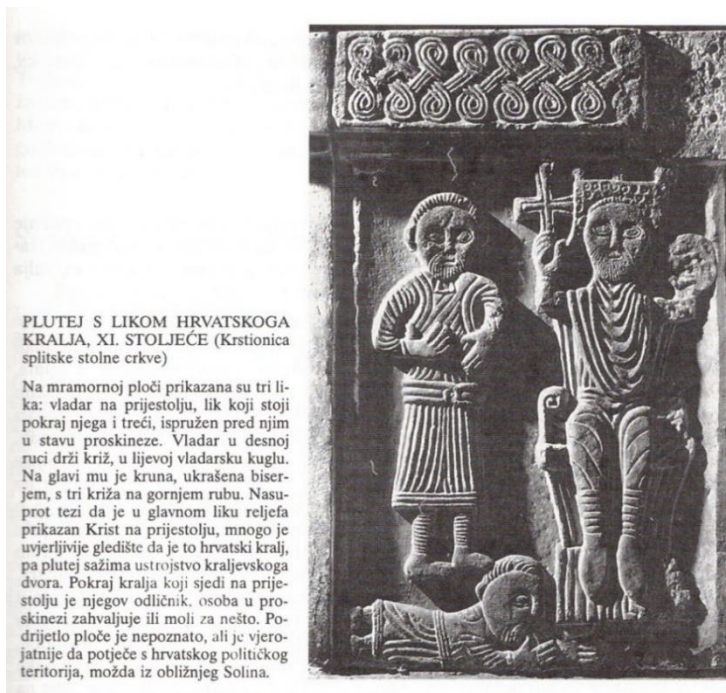 PLUTEJ S LIKOM HRVATSKOGA
KRALJA, XI. STOLJEĆE (Krstionica
splitske stolne crkve)
Na mramornoj ploči prikazana su tri li-
ka: vladar na prijestolju, lik koji stoji
pokraj njega i treći, ispružen pred njim
u stavu proskineze. Vladar u desnoj
ruci drži križ, u lijevoj vladarsku kuglu.
Na glavi mu je kruna, ukrašena biser-
jem, s tri križa na gornjem rubu. Nasu-
prot tezi da je u glavnom liku reljefa
prikazan Krist na prijestolju, mnogo je
uvjerljivije gledište da je to hrvatski kralj,
pa plutej sažima ustrojstvo kraljevskoga
dvora. Pokraj kralja koji sjedi na prije-
stolju je njegov odličnik, osoba u pro-
skinezi zahvaljuje ili moli za nešto. Po-
drijetlo ploče je nepoznato, ali je vjero-
jatnije da potječe s hrvatskog političkog
teritorija, možda iz obližnjeg Solina.